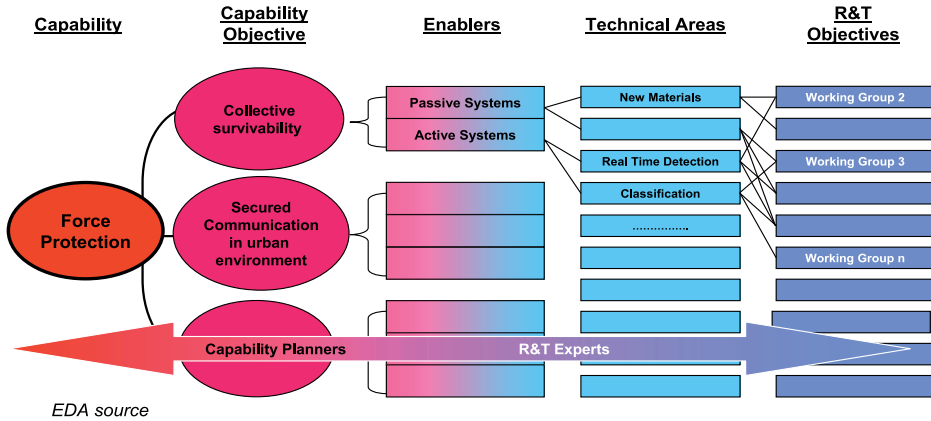 Capability
Capability
Objective
Enablers
Technical Areas
R&T
Objectives
Collective
survivability
Passive Systems
Active Systems
New Materials
Real Time Detection
Classification
................
Working Group 2
Working Group 3
Working Group n
Force
Protection
Secured
Communication
in urban
environment
Capability Planners
R&T Experts
EDA source